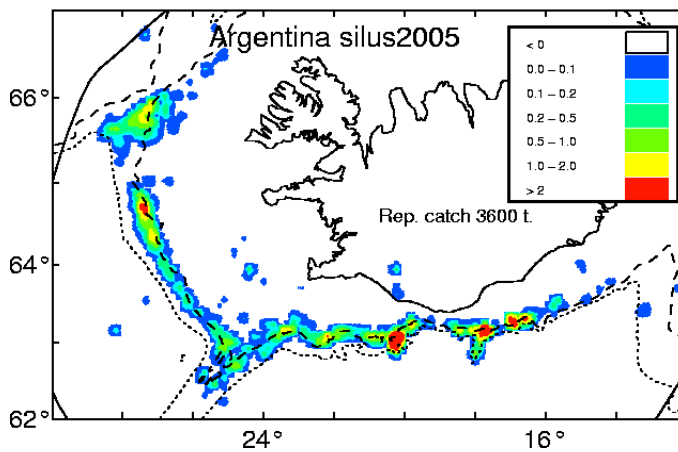 Argentina silus2005
< 0
0.0 – 0.1
0.1 – 0.2
0.2 – 0.5
0.5 – 1.0
1.0 – 2.0
> 2
66°
Rep. catch 3600 t.
64°
r
62°
24°
16°